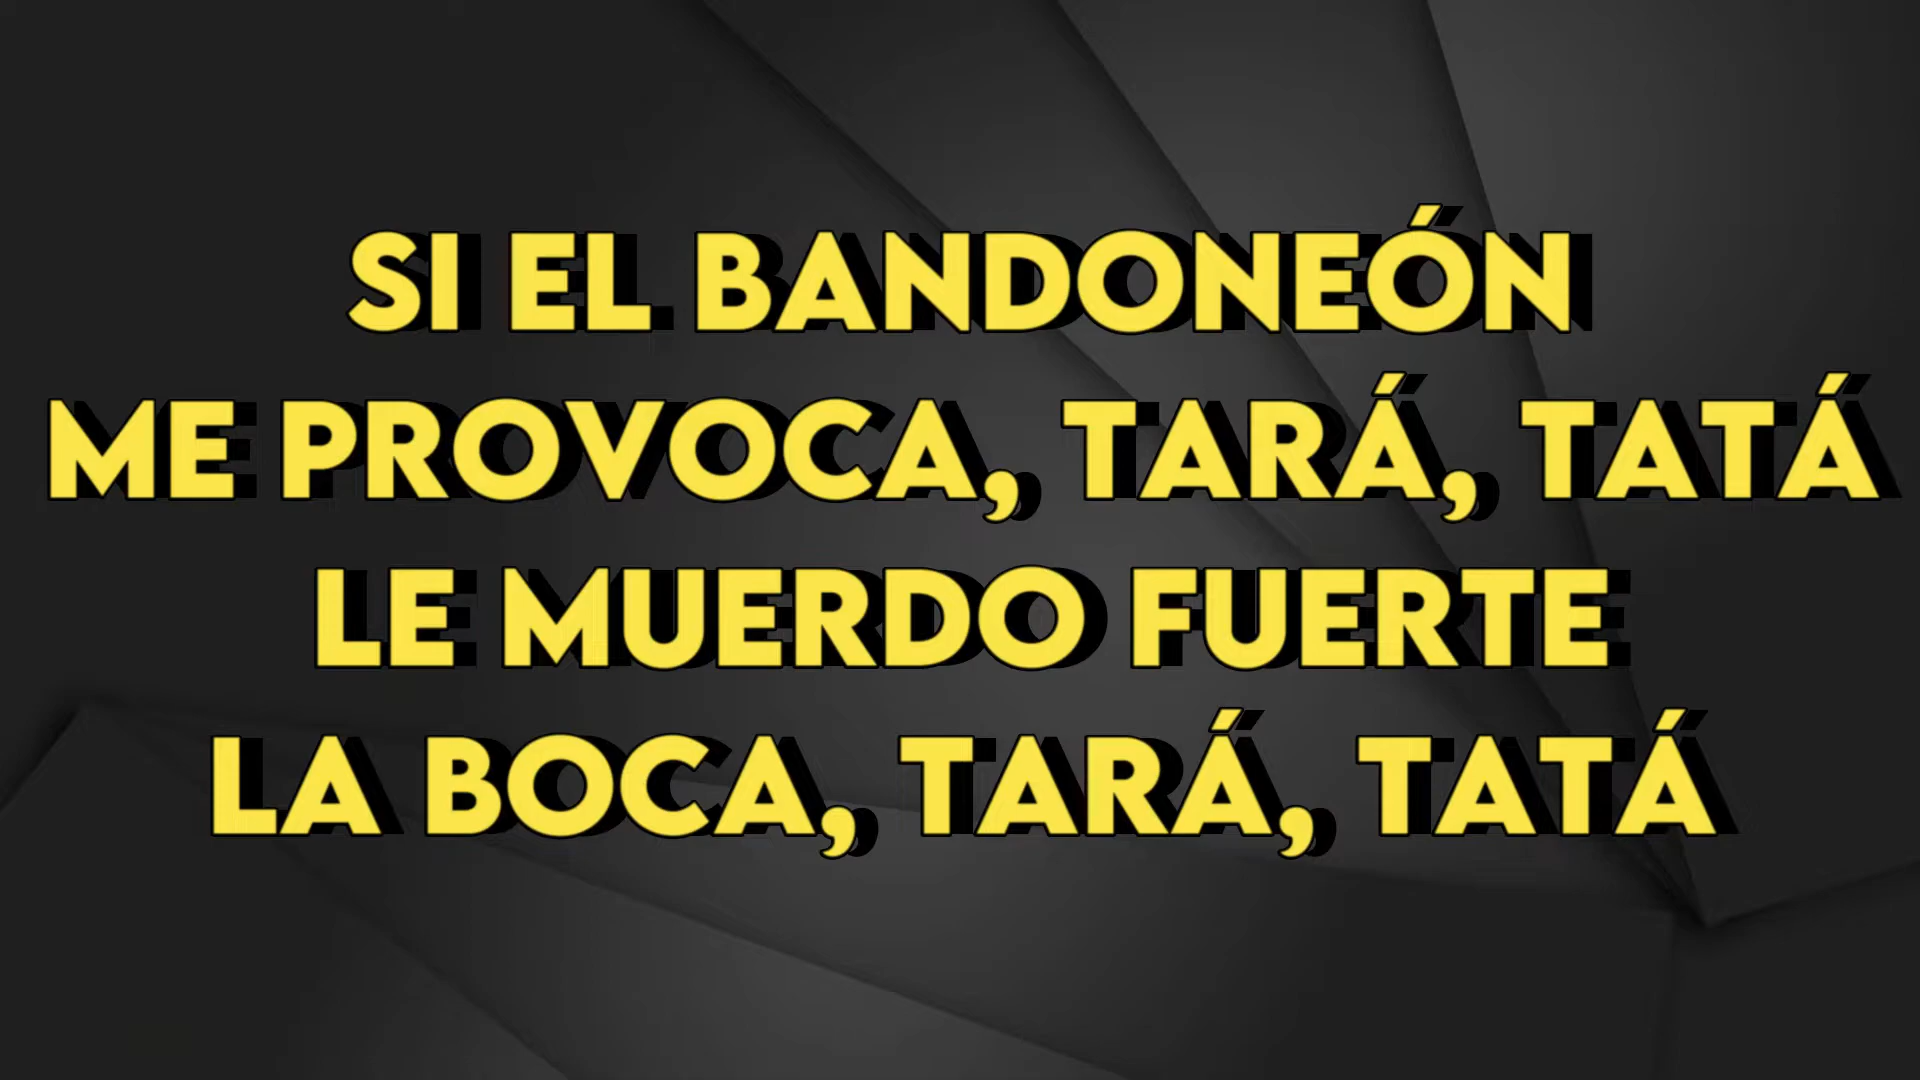 SI EL BANDONEÓN
ME PROVOCA, TARÁ, TATÁ
LE MUERDO FUERTE
LA BOCA, TARÁ, TATÁ